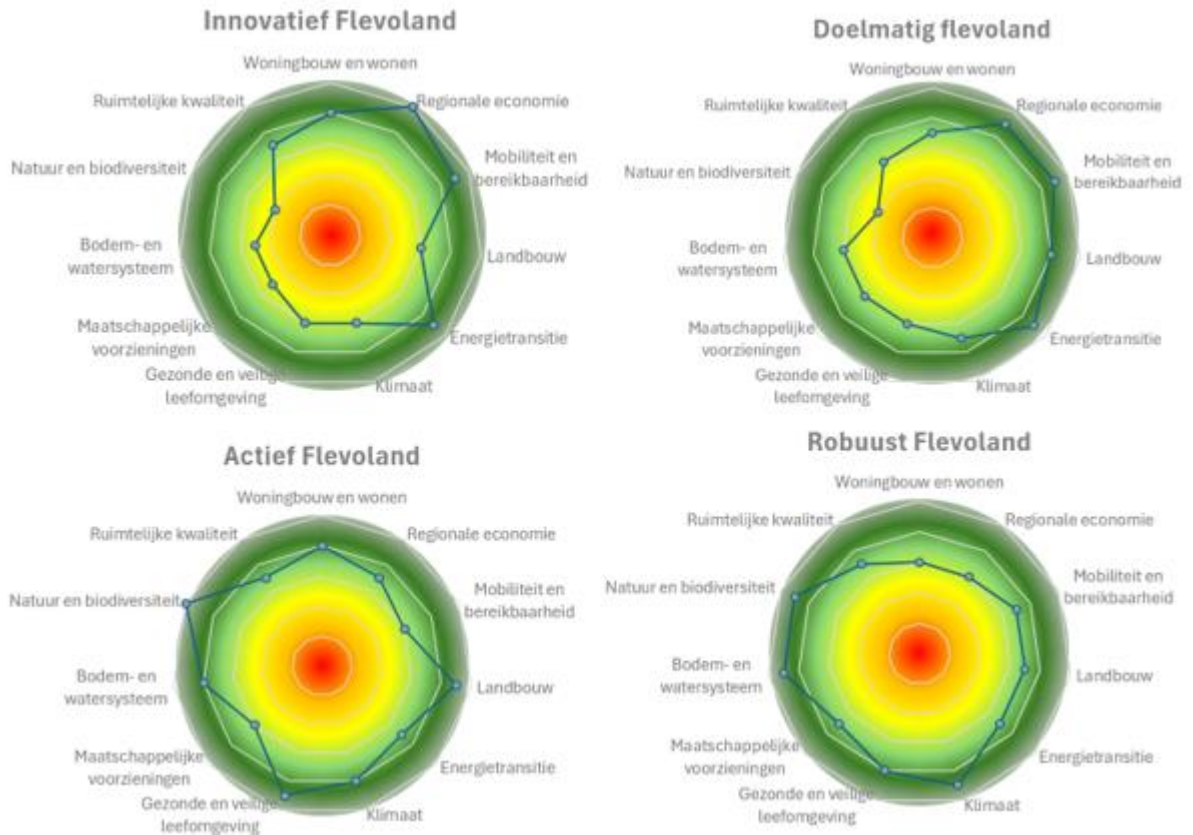 Innovatief Flevoland
Woningbouw en wonen
Ruimtelijke kwaliteit
Regionale economie
Natuur en biodiversiteit
Mobiliteit en
bereikbaarheid
Bodem- en
watersysteem
Landbouw
Maatschappelijke
voorzieningen
Energietransitie
Gezonde en veilige
leefomgeving
Klimaat
Doelmatig flevoland
Woningbouw en wonen
Ruimtelijke kwaliteit
Regionale economie
Natuur en biodiversiteit
Mobiliteit en
bereikbaarheid
Bodem- en
watersysteem
Landbouw
Maatschappelijke
voorzieningen
Energietransitie
Gezonde en veilige
leefomgeving
Klimaat
Actief Flevoland
Woningbouw en wonen
Ruimtelijke kwaliteit
Regionale economie
Natuur en biodiversiteit
Mobiliteit en
bereikbaarheid
Bodem- en
watersysteem
Landbouw
Maatschappelijke
voorzieningen
Energietransitie
Gezonde en veilige
leefomgeving
Klimaat
Robuust Flevoland
Woningbouw en wonen
Ruimtelijke kwaliteit
Regionale economie
Natuur en biodiversiteit
Mobiliteit en
bereikbaarheid
Bodem- en
watersysteem
Landbouw
Maatschappelijke
voorzieningen
Energietransitie
Gezonde en veilige
leefomgeving
Klimaat